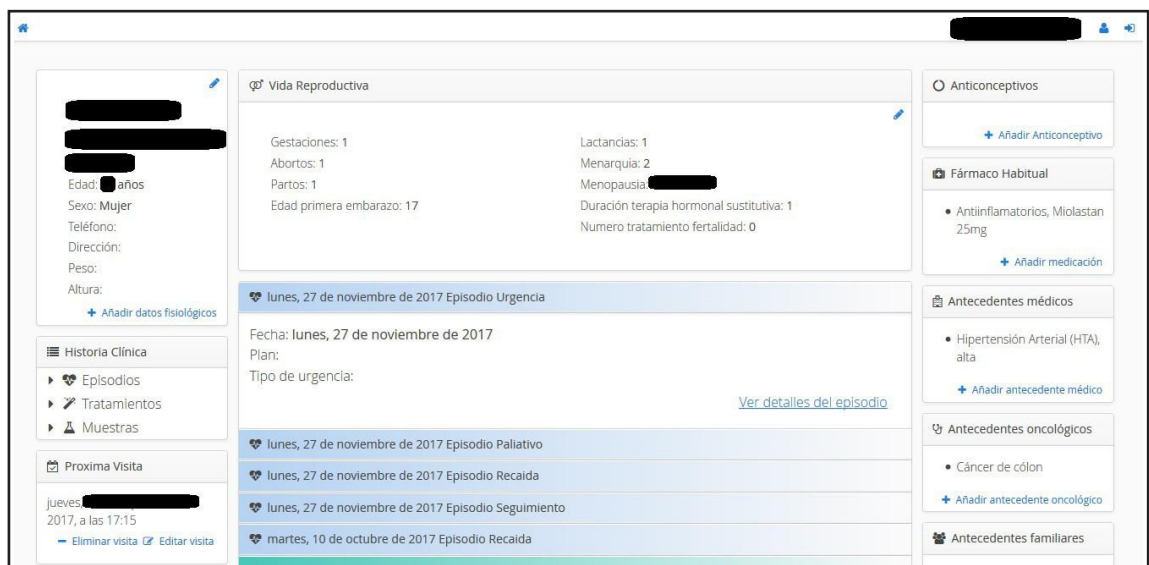 Edad: años
Sexo: Mujer
Teléfono:
Dirección:
Peso:
Altura:
+ Añadir datos fisiológicos
Historia Clínica
Episodios
Tratamientos
Muestras
Proxima Visita
jueves,
2017, a las 17:15
Eliminar visita Editar visita
Vida Reproductiva
Gestaciones: 1
Abortos: 1
Partos: 1
Edad primera embarazo: 17
Lactancias: 1
Menarquia: 2
Menopausia:
Duración terapia hormonal sustitutiva: 1
Numero tratamiento fertalidad: 0
lunes, 27 de noviembre de 2017 Episodio Urgencia
Fecha: lunes, 27 de noviembre de 2017
Plan:
Tipo de urgencia:
Ver detalles del episodio
lunes, 27 de noviembre de 2017 Episodio Paliativo
lunes, 27 de noviembre de 2017 Episodio Recaida
lunes, 27 de noviembre de 2017 Episodio Seguimiento
martes, 10 de octubre de 2017 Episodio Recaida
Anticonceptivos
+ Añadir Anticonceptivo
Fármaco Habitual
• Antiinflamatorios, Miolastan
25mg
+ Añadir medicación
Antecedentes médicos
• Hipertensión Arterial (HTA),
alta
+ Añadir antecedente médico
Antecedentes oncológicos
• Cáncer de cólon
+ Añadir antecedente oncológico
Antecedentes familiares